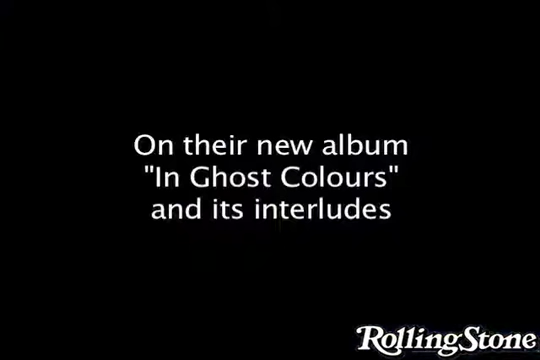 On their new album
"In Ghost Colours"
and its interludes
RollingStone